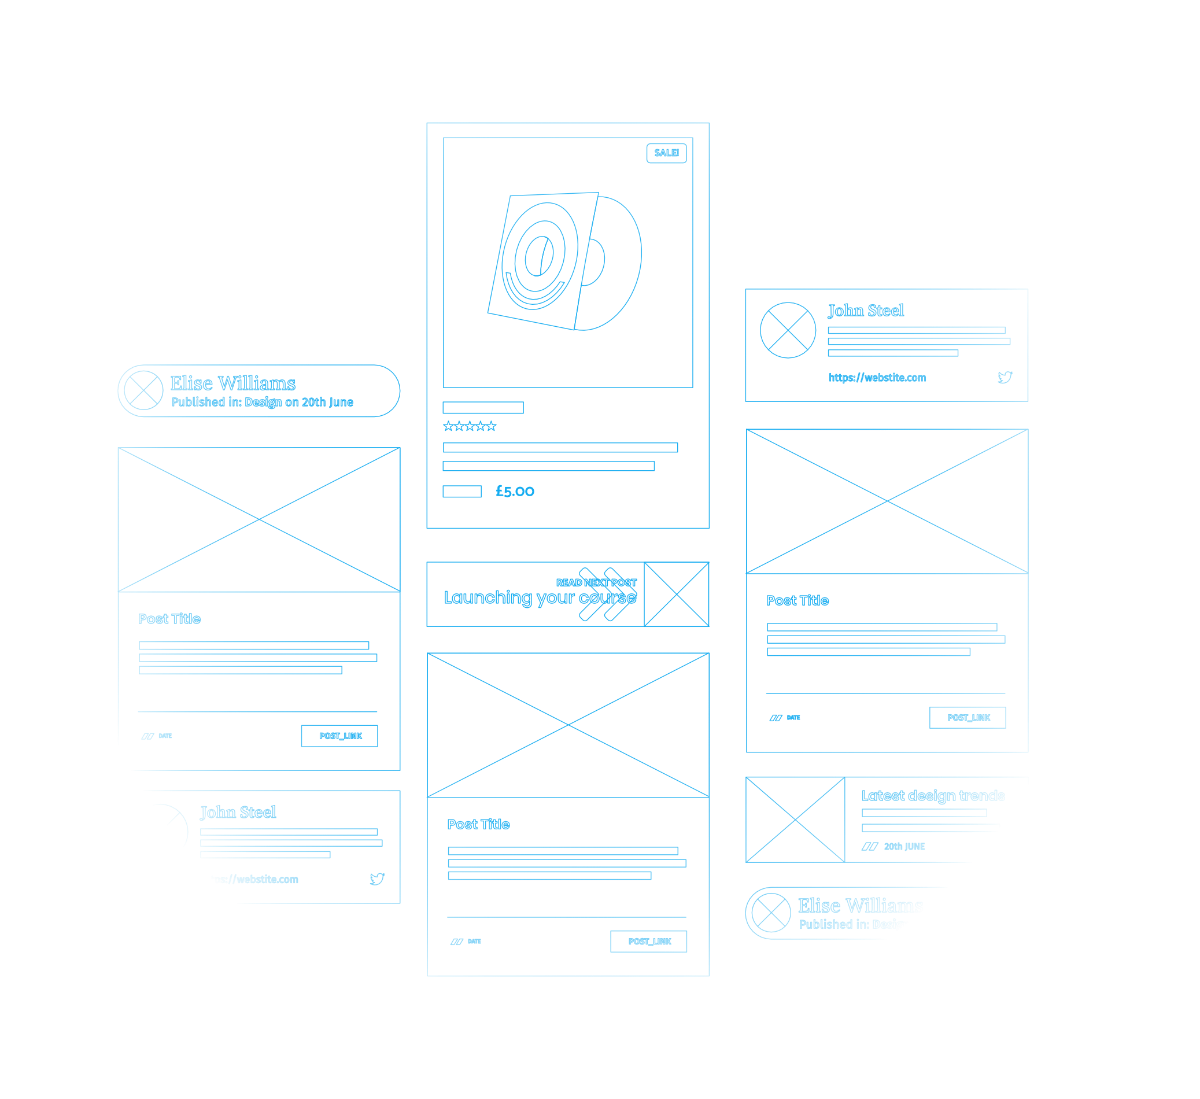 Elise Williams
Published in: Design on 20th June
Post Title
DATE
POST_LINK
John Steel
://webstite.com
SALE!
£5.00
READ NEXT POST
Launching your course
Post Title
DATE
POST_LINK
John Steel
https://webstite.com
Post Title
DATE
POST_LINK
Latest design trends
20th JUNE
Elise Williams
Published in: Design